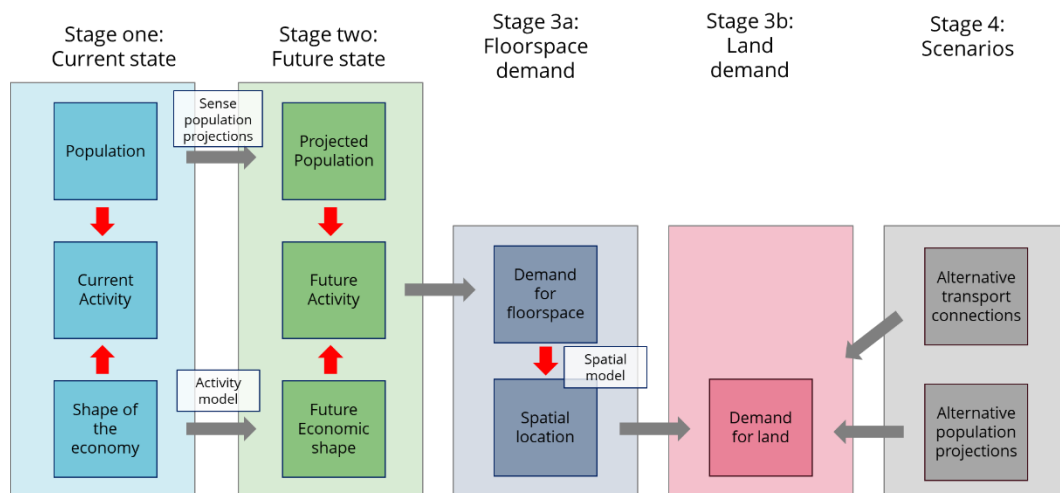 Stage one:
Current state
Stage two:
Future state
Stage 3a:
Floorspace
demand
Stage 3b:
Land
demand
Stage 4:
Scenarios
Population
Sense
population
projections
Projected
Population
Current
Activity
Future
Activity
Demand
for
floorspace
Alternative
transport
connections
Spatial
model
Shape of
the
economy
Activity
model
Future
Economic
shape
Spatial
location
Demand
for land
Alternative
population
projections